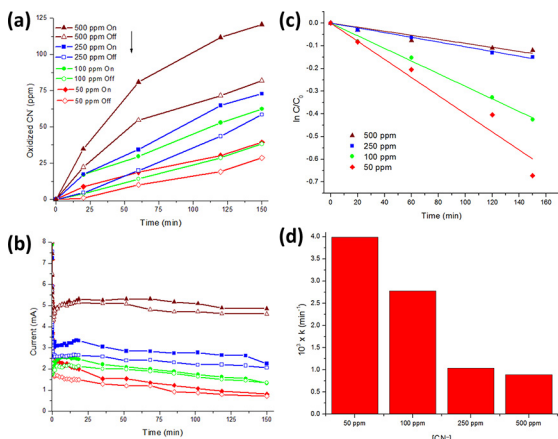 (a)
500 ppm On
500 ppm Off
250 ppm On
250 ppm Off
100 ppm On
100 ppm Off
50 ppm On
50 ppm Off
Oxidized CN (ppm)
125
100
75
50
25
0
0 25 50 75 100 125 150
Time (min)
(b)
Current (mA)
8
7
6
5
4
3
2
1
0 25 50 75 100 125 150
Time (min)
(c)
ln C/C0
0.0
-0.1
-0.2
-0.3
-0.4
-0.5
-0.6
-0.7
500 ppm
250 ppm
100 ppm
50 ppm
0 20 40 60 80 100 120 140 160
Time (min)
(d)
x k (min⁻¹)
4.0
3.5
3.0
2.5
2.0
1.5
1.0
0.5
0
50 ppm 100 ppm 250 ppm 500 ppm